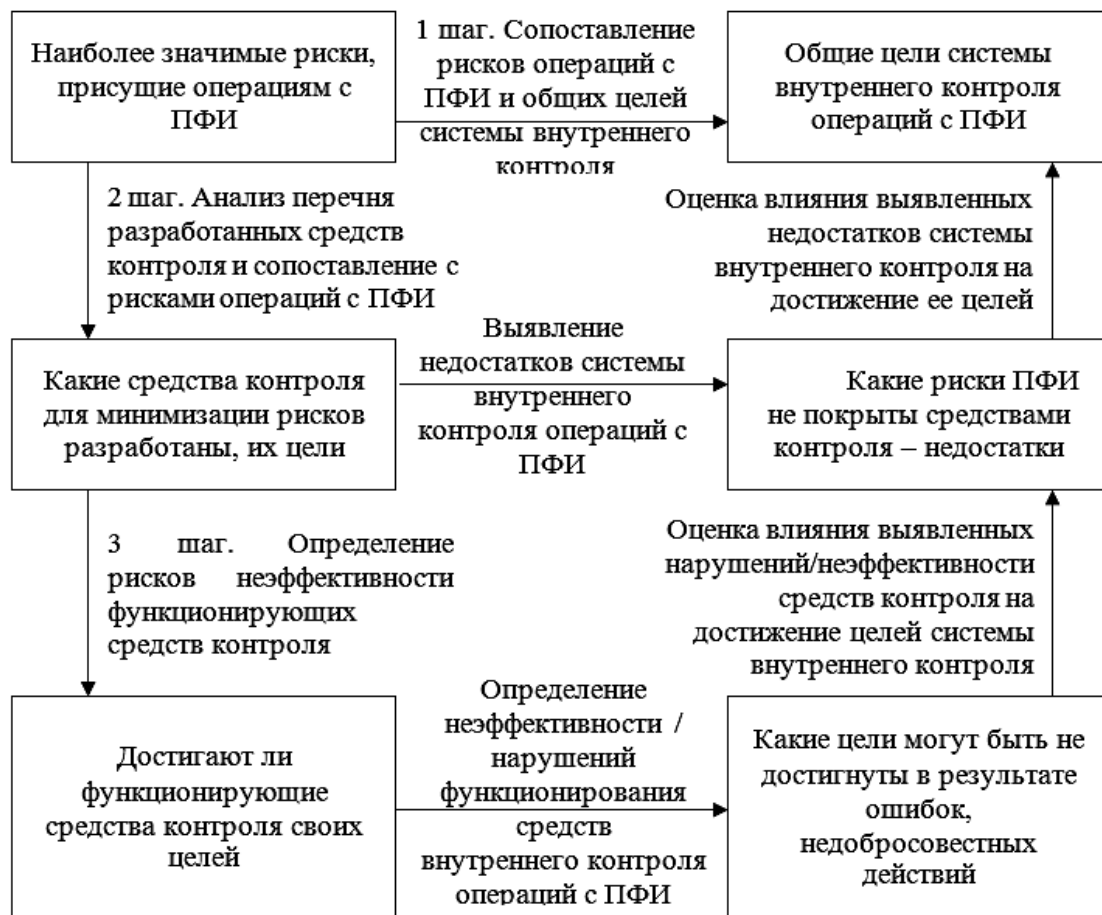 Наиболее значимые риски,
присущие операциям с
ПФИ
1 шаг. Сопоставление
рисков операций с
ПФИ и общих целей
системы внутреннего
контроля
Общие цели системы
внутреннего контроля
операций с ПФИ
2 шаг. Анализ перечня
разработанных средств
контроля и сопоставление с
рисками операций с ПФИ
Оценка влияния выявленных
недостатков системы
внутреннего контроля на
достижение ее целей
Какие средства контроля
для минимизации рисков
разработаны, их цели
Выявление
недостатков системы
внутреннего
контроля операций с
ПФИ
Какие риски ПФИ
не покрыты средствами
контроля – недостатки
3 шаг. Определение
рисков неэффективности
функционирующих
средств контроля
Оценка влияния выявленных
нарушений/неэффективности
средств контроля на
достижение целей системы
внутреннего контроля
Достигают ли
функционирующие
средства контроля своих
целей
Определение
неэффективности /
нарушений
функционирования
средств
внутреннего контроля
операций с ПФИ
Какие цели могут быть не
достигнуты в результате
ошибок,
недобросовестных
действий